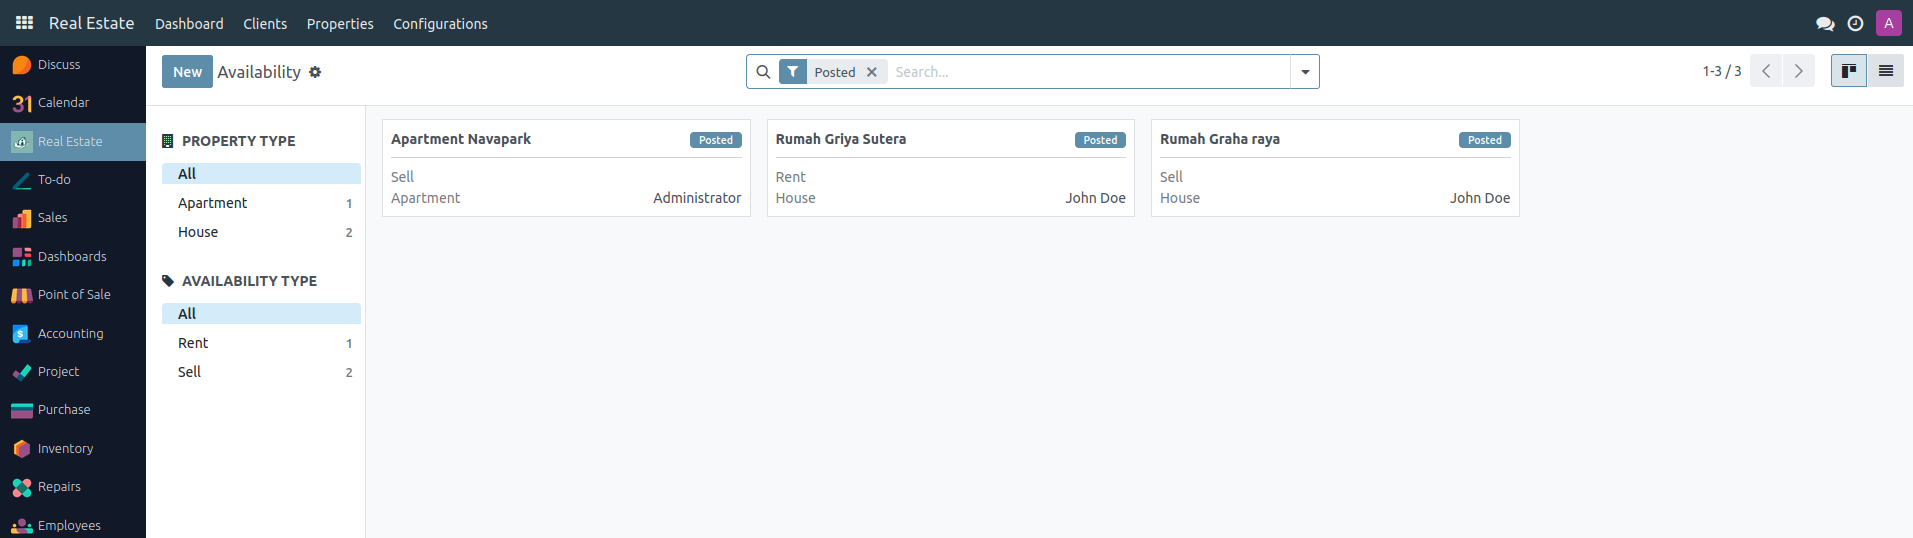 Real Estate Dashboard Clients Properties Configurations A
Discuss
31 Calendar
Real Estate
To-do
Sales
Dashboards
Point of Sale
Accounting
Project
Purchase
Inventory
Repairs
Employees
New Availability Posted Search... 1-3 / 3
PROPERTY TYPE
All
Apartment 1
House 2
AVAILABILITY TYPE
All
Rent 1
Sell 2
Apartment Navapark Posted
Sell
Apartment Administrator
Rumah Griya Sutera Posted
Rent
House John Doe
Rumah Graha raya Posted
Sell
House John Doe